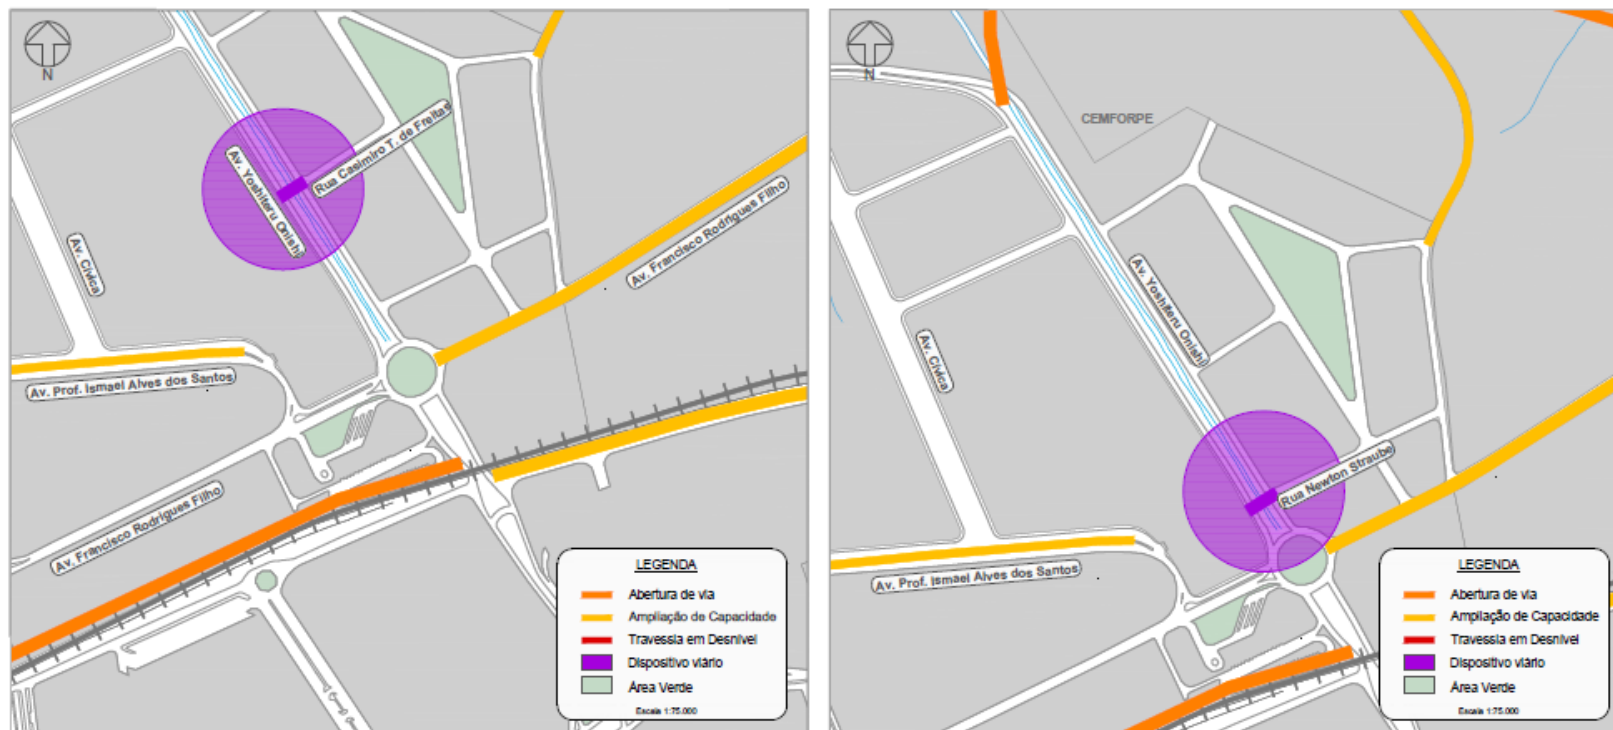 N
Rua Casimiro T. de Freitas
Av. Yoshiteru Onishi
Av. Cívica
Av. Francisco Rodrigues Filho
Av. Prof. Ismael Alves dos Santos
Av. Francisco Rodrigues Filho
LEGENDA
Abertura de via
Ampliação de Capacidade
Travessia em Desnível
Dispositivo viário
Área Verde
Escala 1:75.000
N
CEMFORPE
Av. Yoshiteru Onishi
Av. Cívica
Rua Newton Straube
Av. Prof. Ismael Alves dos Santos
LEGENDA
Abertura de via
Ampliação de Capacidade
Travessia em Desnível
Dispositivo viário
Área Verde
Escala 1:75.000